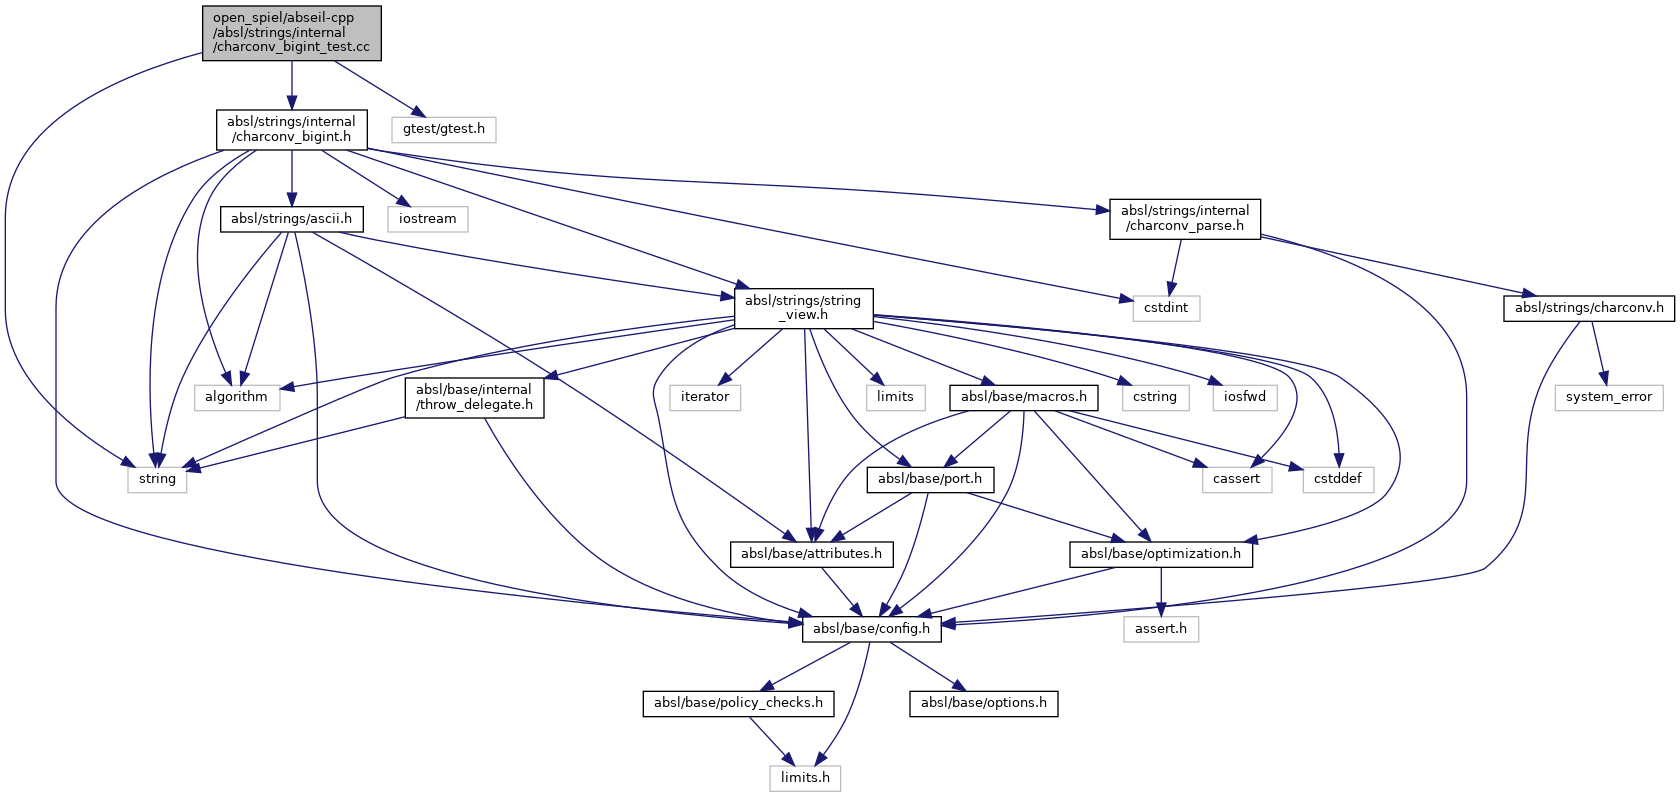 open_spiel/abseil-cpp
/absl/strings/internal
/charconv_bigint_test.cc
absl/strings/internal
/charconv_bigint.h
gtest/gtest.h
absl/strings/ascii.h
iostream
absl/strings/internal
/charconv_parse.h
absl/strings/string
_view.h
cstdint
absl/strings/charconv.h
algorithm
absl/base/internal
/throw_delegate.h
iterator
limits
absl/base/macros.h
cstring
iosfwd
system_error
string
absl/base/port.h
cassert
cstddef
absl/base/attributes.h
absl/base/optimization.h
absl/base/config.h
assert.h
absl/base/policy_checks.h
absl/base/options.h
limits.h